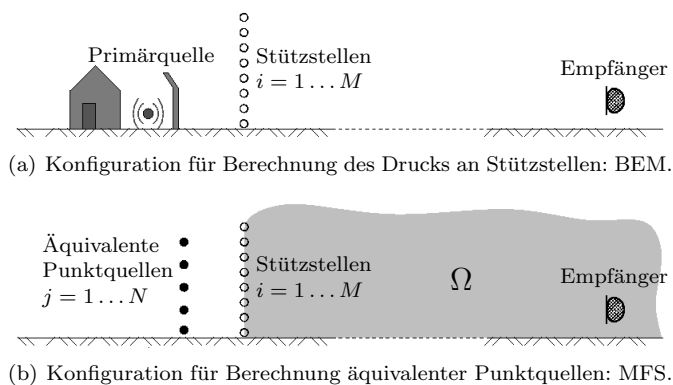 Primärquelle
Stützstellen
i = 1 . . . M
Empfänger
(a) Konfiguration für Berechnung des Drucks an Stützstellen: BEM.
Äquivalente
Punktquellen
j = 1 . . . N
Stützstellen
i = 1 . . . M
Ω
Empfänger
(b) Konfiguration für Berechnung äquivalenter Punktquellen: MFS.